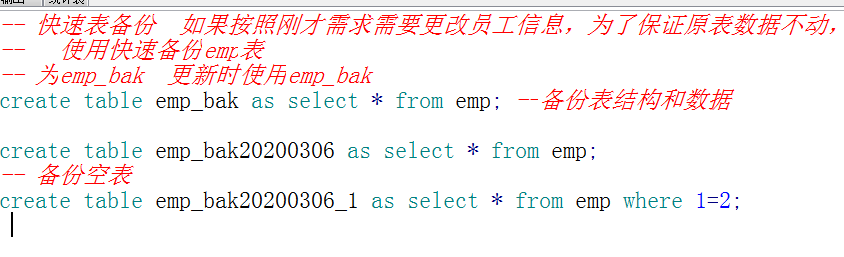 -- 快速表备份  如果按照刚才需求需要更改员工信息，为了保证原表数据不动，
--   使用快速备份emp表
-- 为emp_bak  更新时使用emp_bak
create table emp_bak as select * from emp; --备份表结构和数据
create table emp_bak20200306 as select * from emp;
-- 备份空表
create table emp_bak20200306_1 as select * from emp where 1=2;